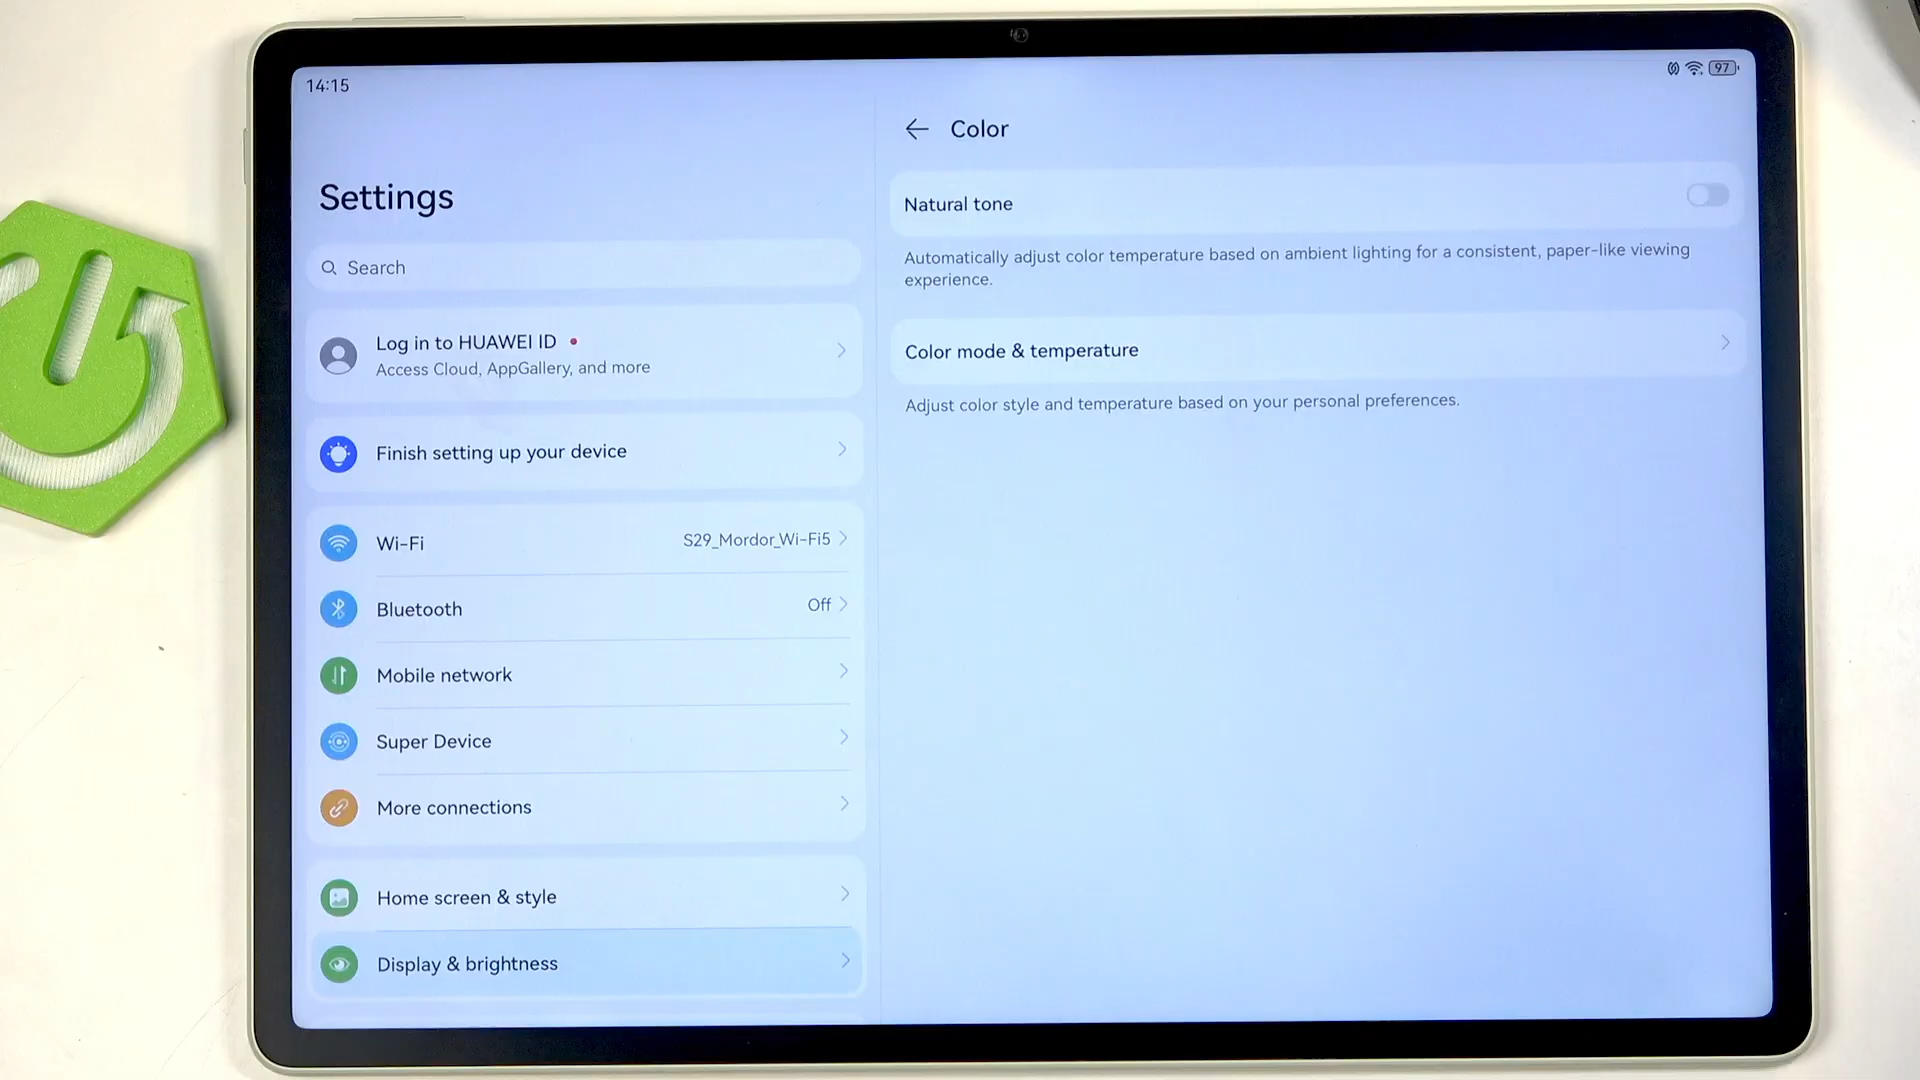 14:15
97
Settings
Search
Log in to HUAWEI ID
Access Cloud, AppGallery, and more
Finish setting up your device
Wi-Fi
S29_Mordor_Wi-Fi5
Bluetooth
Off
Mobile network
Super Device
More connections
Home screen & style
Display & brightness
Color
Natural tone
Automatically adjust color temperature based on ambient lighting for a consistent, paper-like viewing
experience.
Color mode & temperature
Adjust color style and temperature based on your personal preferences.